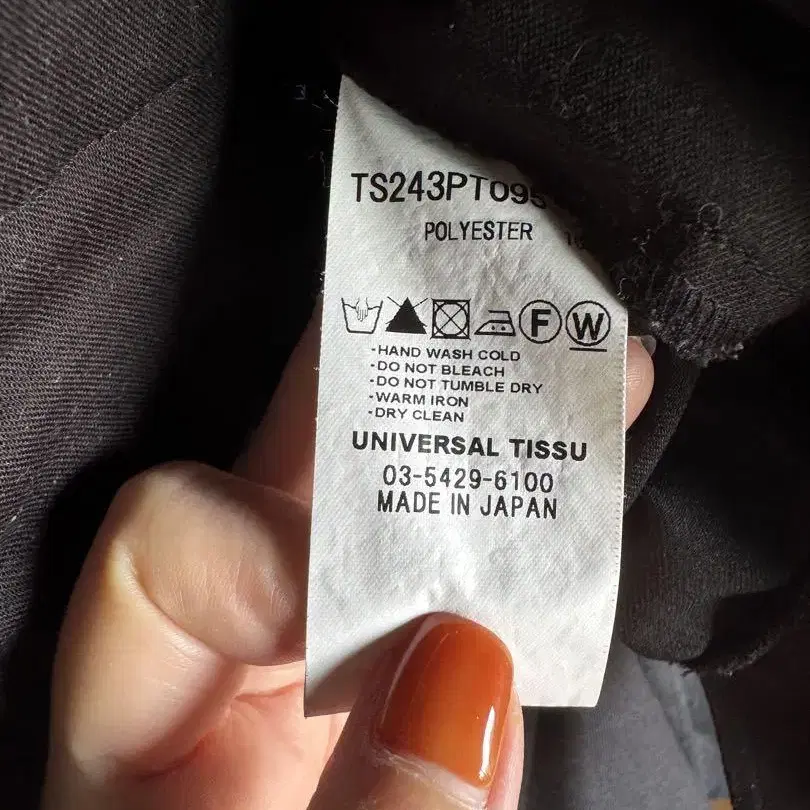 TS243PT095
POLYESTER
F W
-HAND WASH COLD
-DO NOT BLEACH
-DO NOT TUMBLE DRY
-WARM IRON
-DRY CLEAN
UNIVERSAL TISSU
03-5429-6100
MADE IN JAPAN